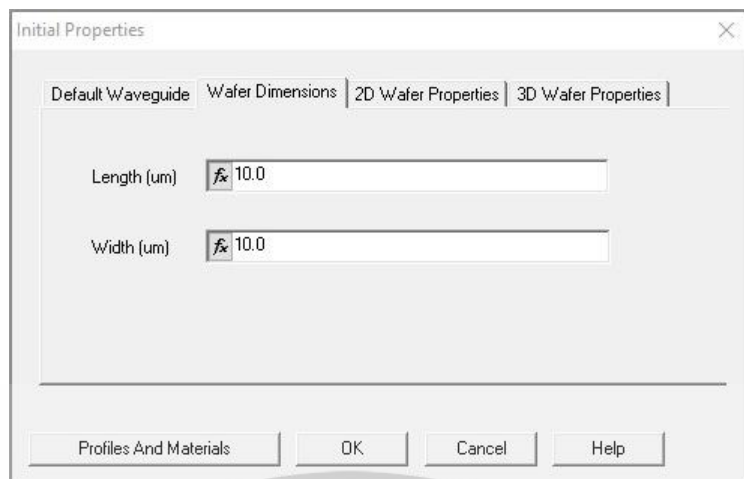 Initial Properties
Default Waveguide Wafer Dimensions 2D Wafer Properties 3D Wafer Properties
Length (um) fx 10.0
Width (um) fx 10.0
Profiles And Materials OK Cancel Help